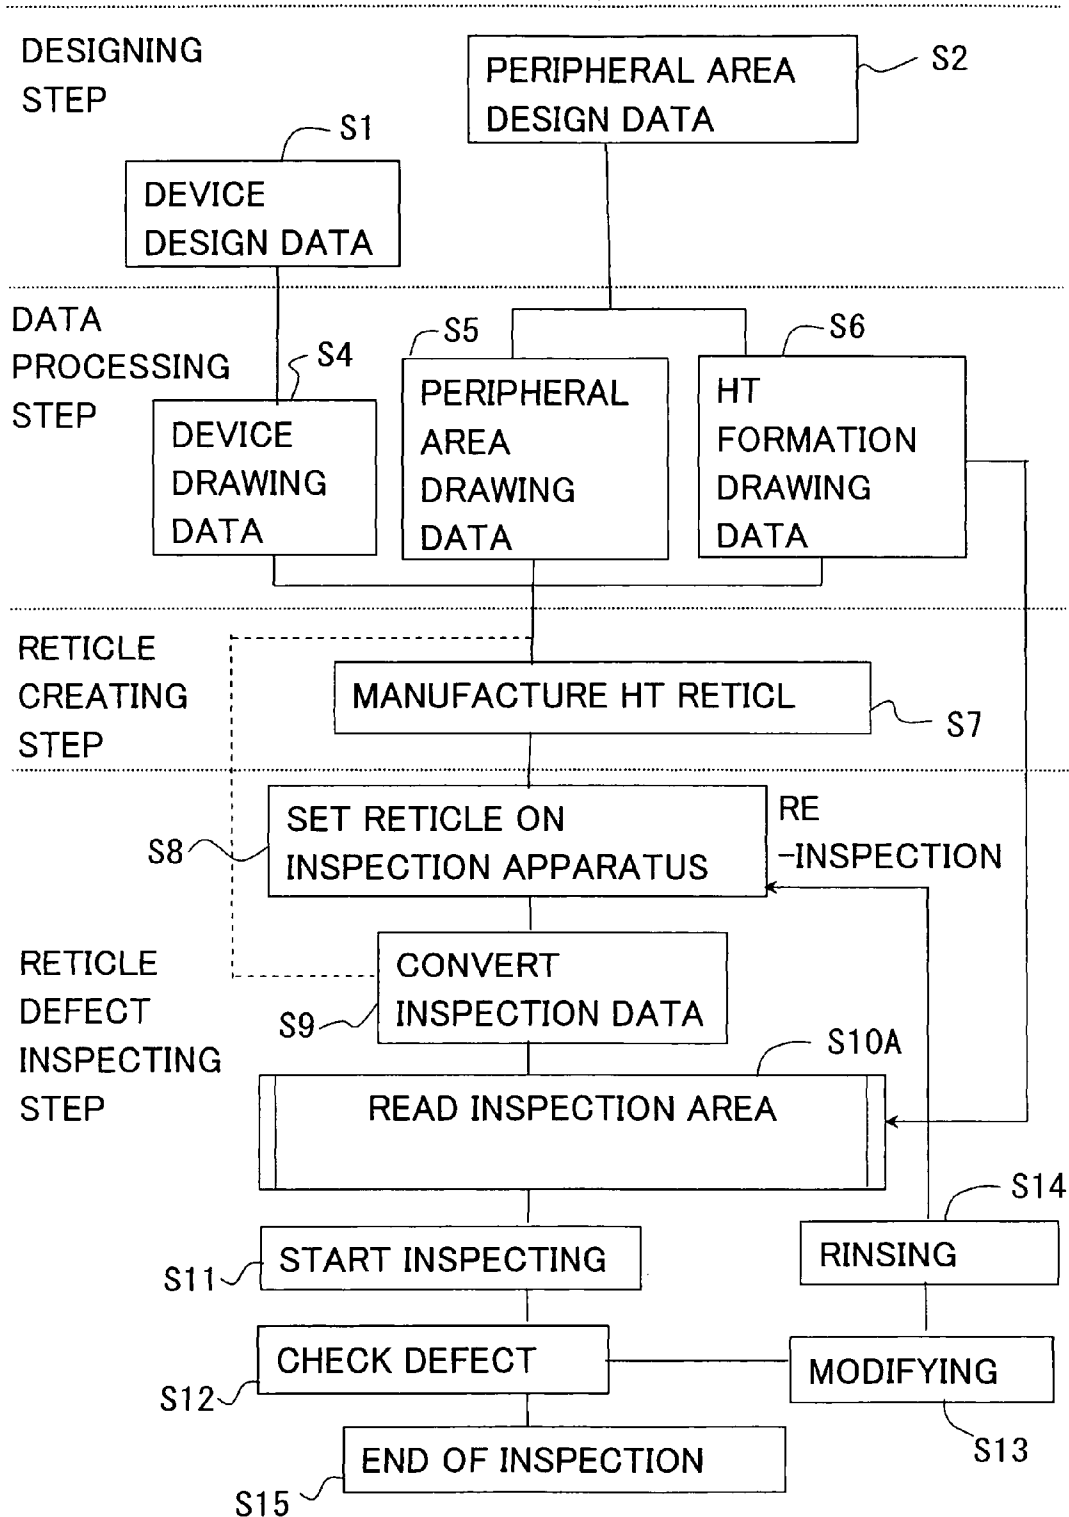 DESIGNING
STEP
PERIPHERAL AREA
DESIGN DATA
S2
S1
DEVICE
DESIGN DATA
DATA
PROCESSING
STEP
S4
DEVICE
DRAWING
DATA
S5
PERIPHERAL
AREA
DRAWING
DATA
S6
HT
FORMATION
DRAWING
DATA
RETICLE
CREATING
STEP
MANUFACTURE HT RETICL
S7
SET RETICLE ON
INSPECTION APPARATUS
S8
RE
-INSPECTION
RETICLE
DEFECT
INSPECTING
STEP
CONVERT
INSPECTION DATA
S9
S10A
READ INSPECTION AREA
START INSPECTING
S11
S14
RINSING
CHECK DEFECT
S12
MODIFYING
S13
END OF INSPECTION
S15